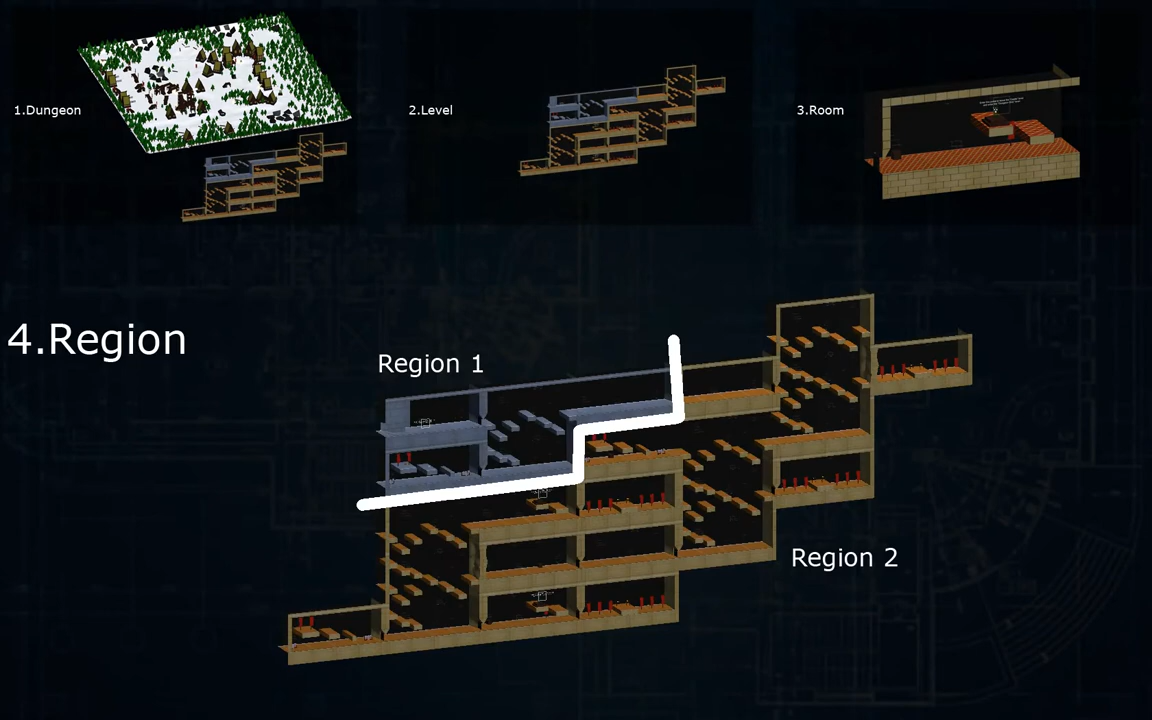 1.Dungeon
2.Level
3.Room
4.Region
Region 1
Region 2